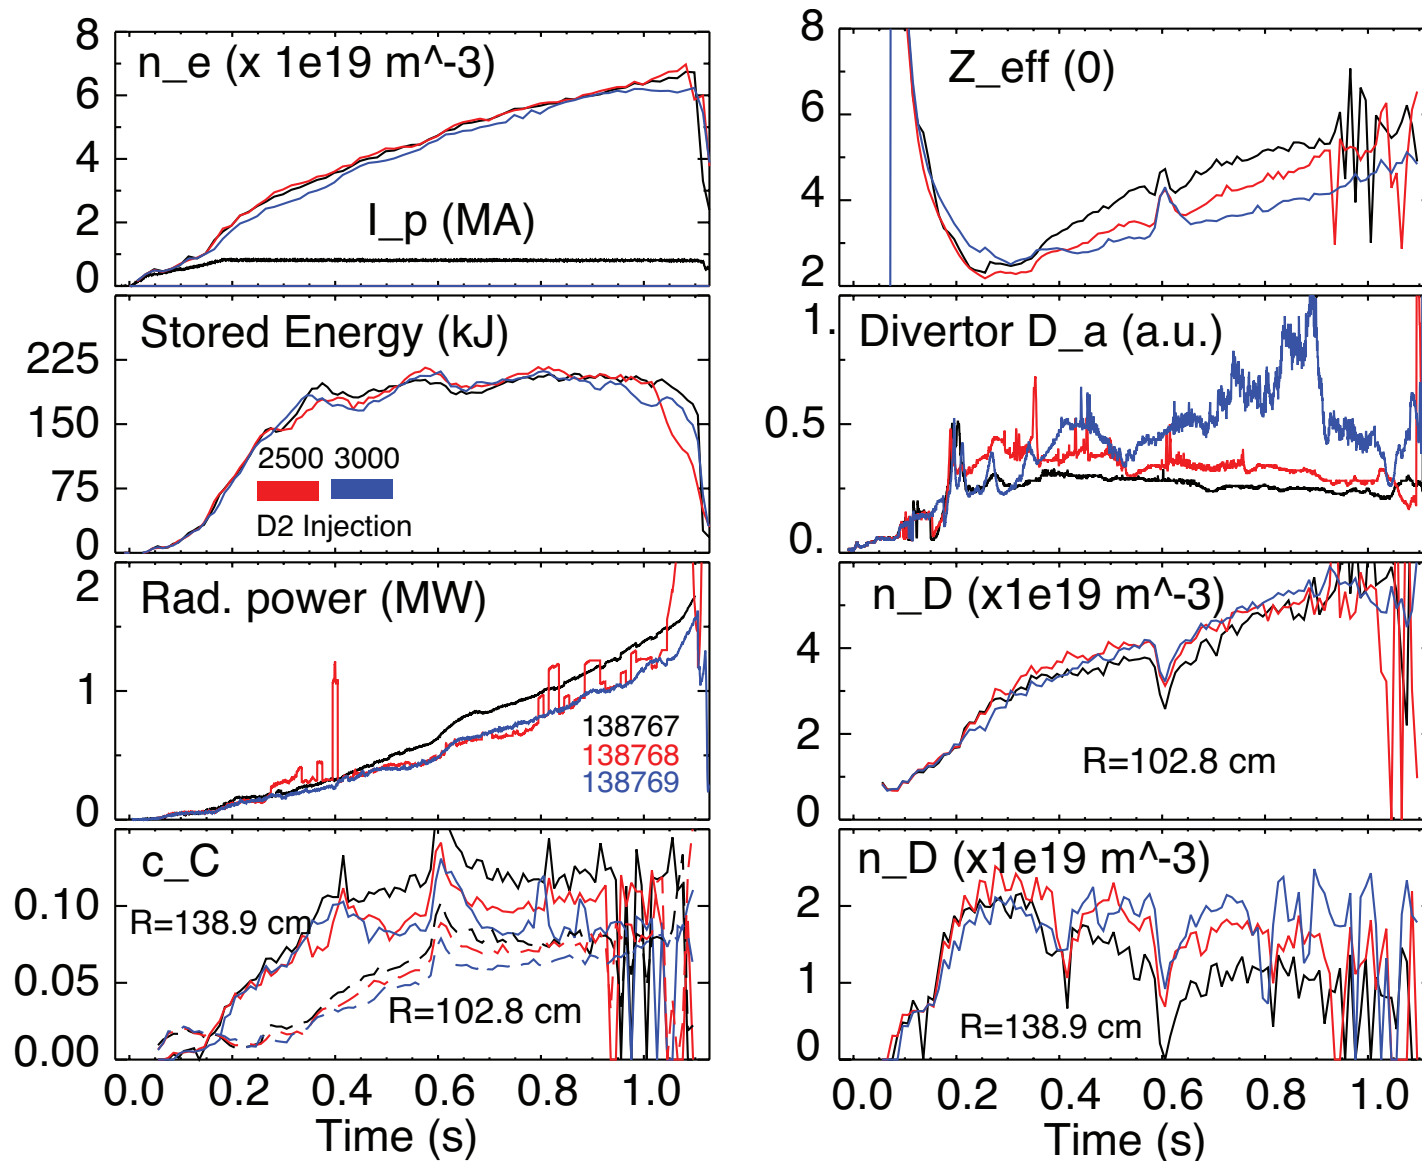 n_e (x 1e19 m^-3)
I_p (MA)
8
6
4
2
0
Stored Energy (kJ)
225
150
75
0
2500 3000
D2 Injection
Rad. power (MW)
2
1
0
138767
138768
138769
c_C
0.10
0.05
0.00
R=138.9 cm
R=102.8 cm
0.0 0.2 0.4 0.6 0.8 1.0
Time (s)
Z_eff (0)
8
6
4
2
Divertor D_a (a.u.)
1.
0.5
0.
n_D (x1e19 m^-3)
4
2
0
R=102.8 cm
n_D (x1e19 m^-3)
2
1
0
R=138.9 cm
0.0 0.2 0.4 0.6 0.8 1.0
Time (s)